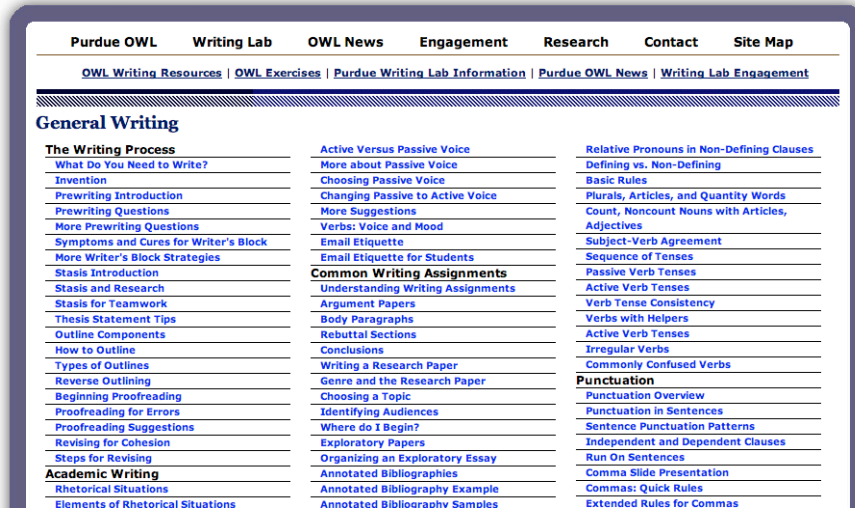 Purdue OWL Writing Lab OWL News Engagement Research Contact Site Map
OWL Writing Resources | OWL Exercises | Purdue Writing Lab Information | Purdue OWL News | Writing Lab Engagement
General Writing
The Writing Process
What Do You Need to Write?
Invention
Prewriting Introduction
Prewriting Questions
More Prewriting Questions
Symptoms and Cures for Writer's Block
More Writer's Block Strategies
Stasis Introduction
Stasis and Research
Stasis for Teamwork
Thesis Statement Tips
Outline Components
How to Outline
Types of Outlines
Reverse Outlining
Beginning Proofreading
Proofreading for Errors
Proofreading Suggestions
Revising for Cohesion
Steps for Revising
Academic Writing
Rhetorical Situations
Elements of Rhetorical Situations
Active Versus Passive Voice
More about Passive Voice
Choosing Passive Voice
Changing Passive to Active Voice
More Suggestions
Verbs: Voice and Mood
Email Etiquette
Email Etiquette for Students
Common Writing Assignments
Understanding Writing Assignments
Argument Papers
Body Paragraphs
Rebuttal Sections
Conclusions
Writing a Research Paper
Genre and the Research Paper
Choosing a Topic
Identifying Audiences
Where do I Begin?
Exploratory Papers
Organizing an Exploratory Essay
Annotated Bibliographies
Annotated Bibliography Example
Annotated Bibliography Samples
Relative Pronouns in Non-Defining Clauses
Defining vs. Non-Defining
Basic Rules
Plurals, Articles, and Quantity Words
Count, Noncount Nouns with Articles,
Adjectives
Subject-Verb Agreement
Sequence of Tenses
Passive Verb Tenses
Active Verb Tenses
Verb Tense Consistency
Verbs with Helpers
Active Verb Tenses
Irregular Verbs
Commonly Confused Verbs
Punctuation
Punctuation Overview
Punctuation in Sentences
Sentence Punctuation Patterns
Independent and Dependent Clauses
Run On Sentences
Comma Slide Presentation
Commas: Quick Rules
Extended Rules for Commas